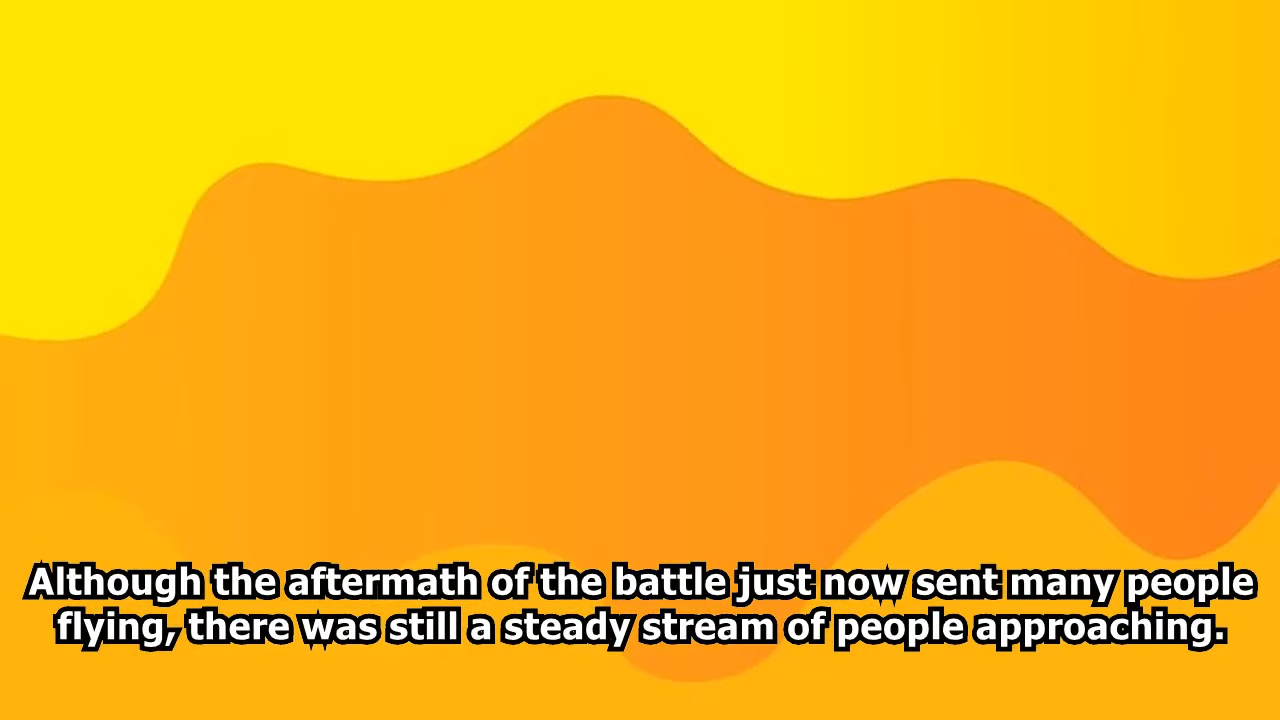 Although the aftermath of the battle just now sent many people
flying, there was still a steady stream of people approaching.